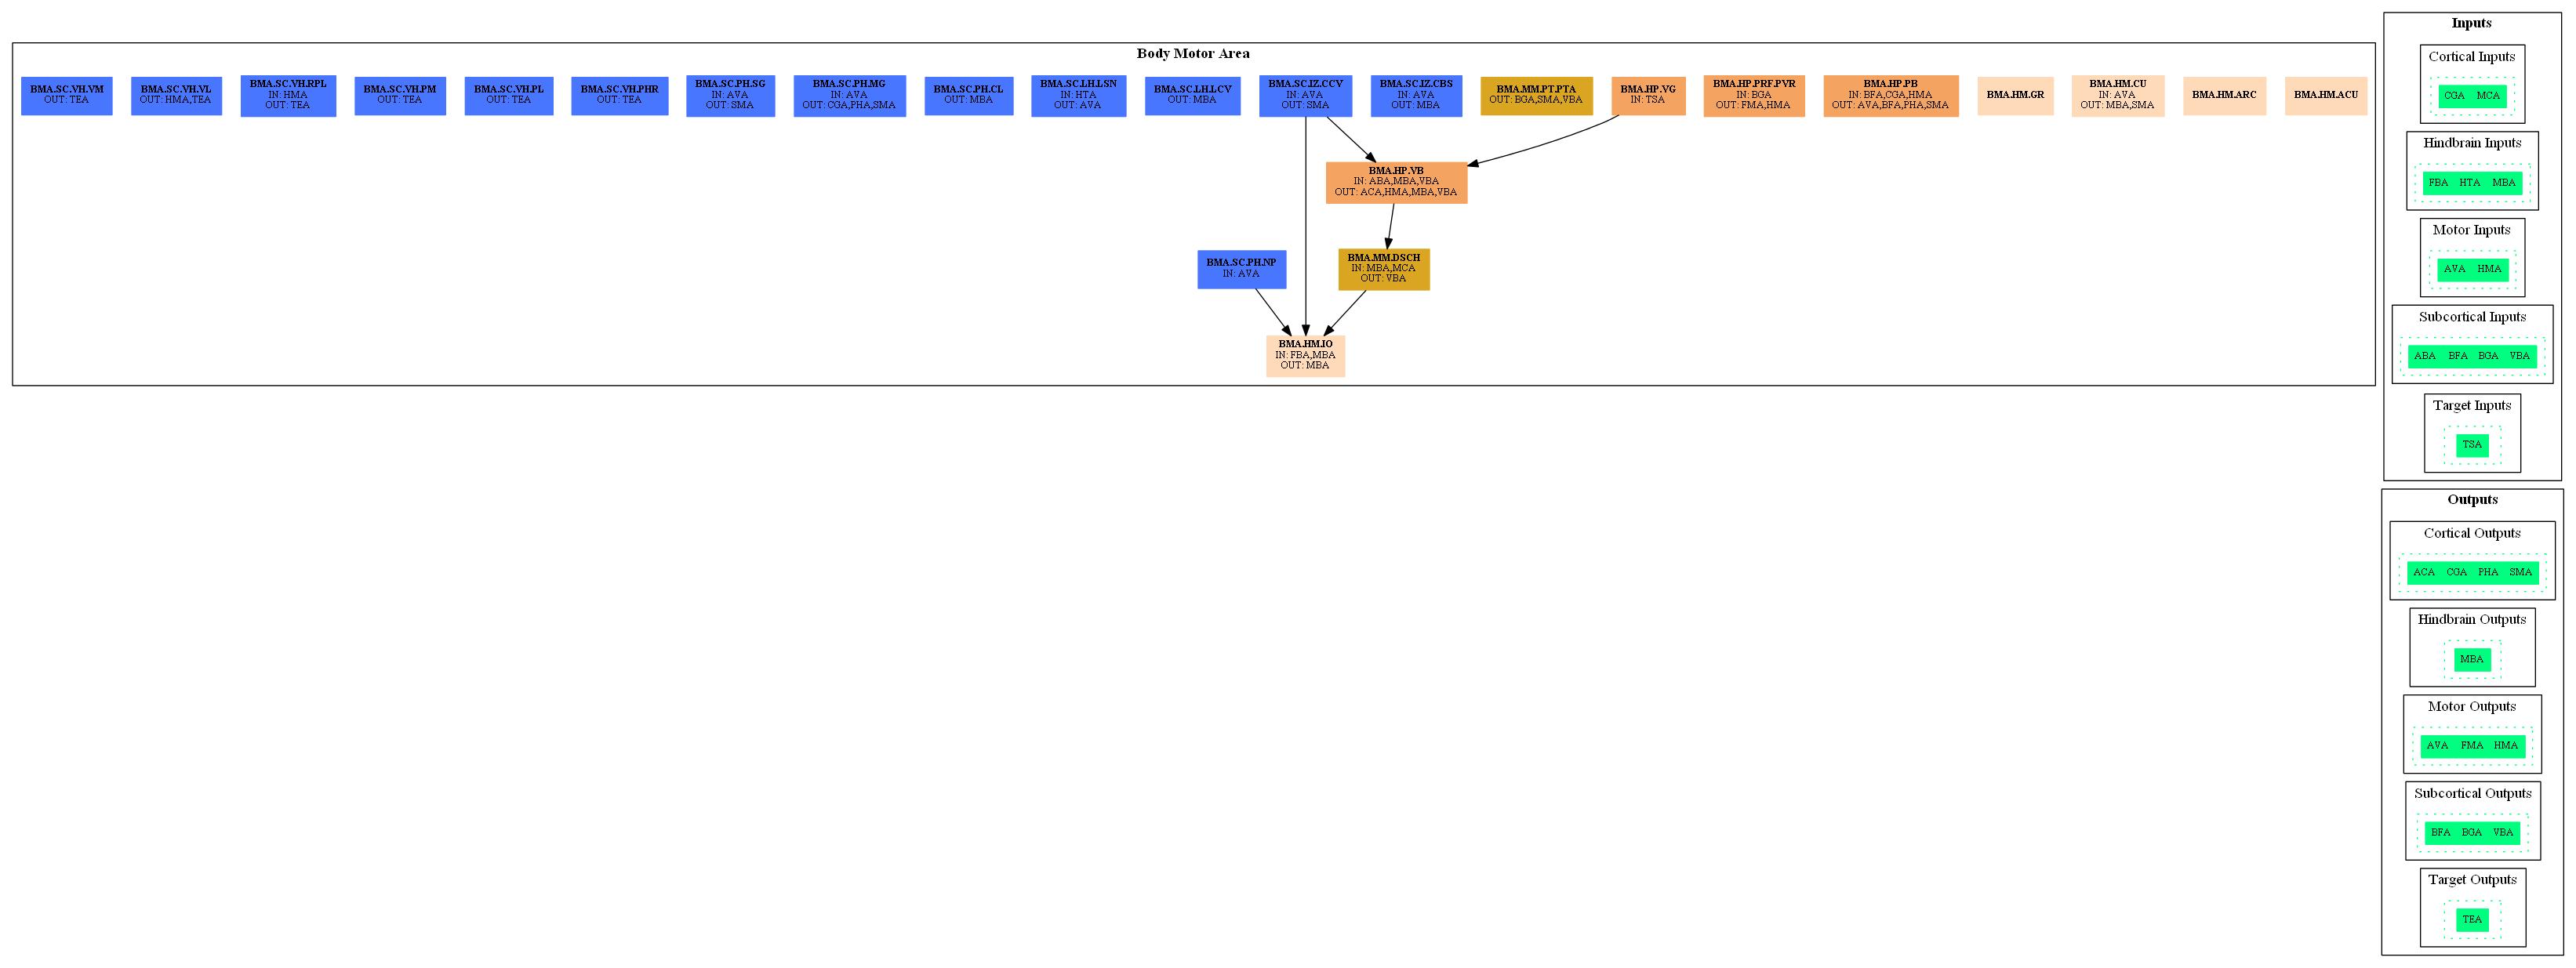 Body Motor Area
BMA.SC.VH.VM
OUT: TEA
BMA.SC.VH.VL
OUT: HMA,TEA
BMA.SC.VH.RPL
IN: HMA
OUT: TEA
BMA.SC.VH.PM
OUT: TEA
BMA.SC.VH.PL
OUT: TEA
BMA.SC.VH.PHR
OUT: TEA
BMA.SC.PH.SG
IN: AVA
OUT: SMA
BMA.SC.PH.MG
IN: AVA
OUT: CGA,PHA,SMA
BMA.SC.PH.CL
OUT: MBA
BMA.SC.LH.LSN
IN: HTA
OUT: AVA
BMA.SC.LH.LCV
OUT: MBA
BMA.SC.IZ.CCV
IN: AVA
OUT: SMA
BMA.SC.IZ.CBS
IN: AVA
OUT: MBA
BMA.MM.PT.PTA
OUT: BGA,SMA,VBA
BMA.HP.VG
IN: TSA
BMA.HP.PRF.PVR
IN: BGA
OUT: FMA,HMA
BMA.HP.PB
IN: BFA,CGA,HMA
OUT: AVA,BFA,PHA,SMA
BMA.HM.GR
BMA.HM.CU
IN: AVA
OUT: MBA,SMA
BMA.HM.ARC
BMA.HM.ACU
BMA.HP.VB
IN: ABA,MBA,VBA
OUT: ACA,HMA,MBA,VBA
BMA.SC.PH.NP
IN: AVA
BMA.MM.DSCH
IN: MBA,MCA
OUT: VBA
BMA.HM.IO
IN: FBA,MBA
OUT: MBA
Inputs
Cortical Inputs
CGA MCA
Hindbrain Inputs
FBA HTA MBA
Motor Inputs
AVA HMA
Subcortical Inputs
ABA BFA BGA VBA
Target Inputs
TSA
Outputs
Cortical Outputs
ACA CGA PHA SMA
Hindbrain Outputs
MBA
Motor Outputs
AVA FMA HMA
Subcortical Outputs
BFA BGA VBA
Target Outputs
TEA